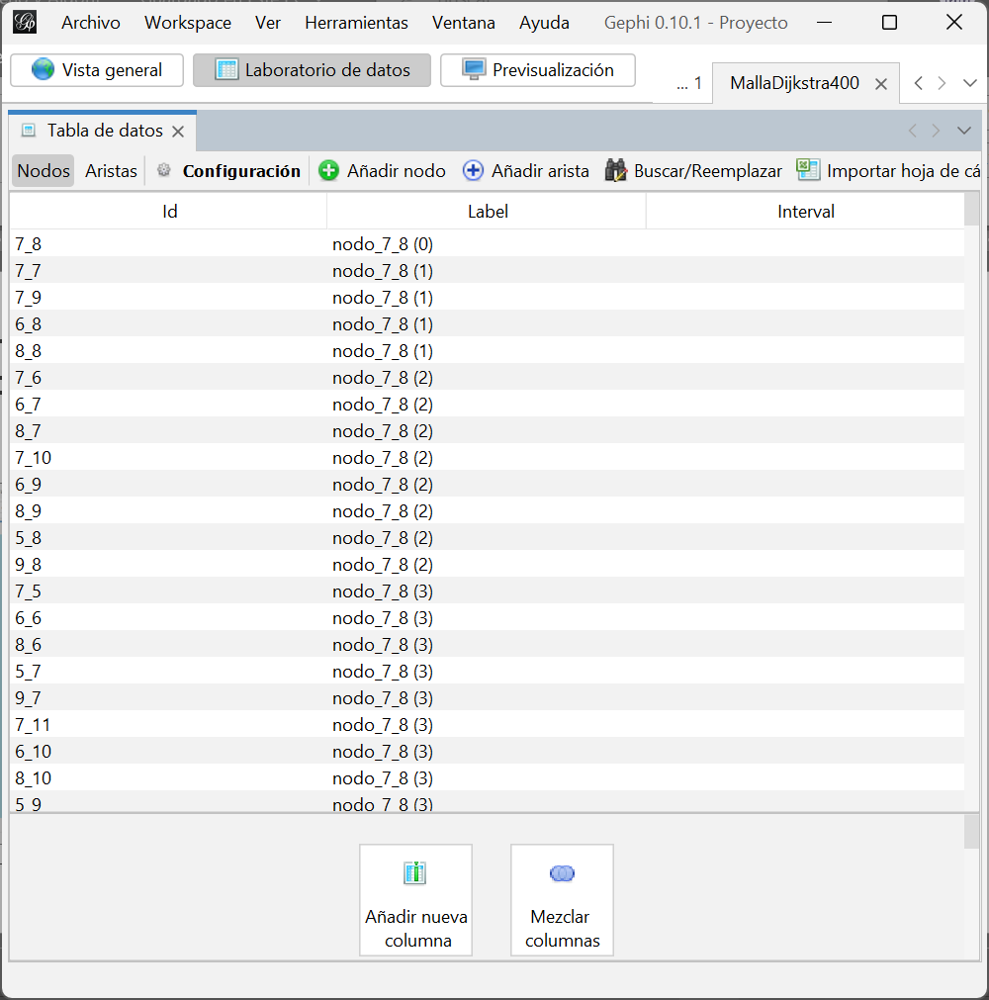 Archivo Workspace Ver Herramientas Ventana Ayuda Gephi 0.10.1 - Proyecto
Vista general Laboratorio de datos Previsualización ... 1 MallaDijkstra400
Tabla de datos
Nodos Aristas Configuración Añadir nodo Añadir arista Buscar/Reemplazar Importar hoja de cá
Id Label Interval
7_8 nodo_7_8 (0)
7_7 nodo_7_8 (1)
7_9 nodo_7_8 (1)
6_8 nodo_7_8 (1)
8_8 nodo_7_8 (1)
7_6 nodo_7_8 (2)
6_7 nodo_7_8 (2)
8_7 nodo_7_8 (2)
7_10 nodo_7_8 (2)
6_9 nodo_7_8 (2)
8_9 nodo_7_8 (2)
5_8 nodo_7_8 (2)
9_8 nodo_7_8 (2)
7_5 nodo_7_8 (3)
6_6 nodo_7_8 (3)
8_6 nodo_7_8 (3)
5_7 nodo_7_8 (3)
9_7 nodo_7_8 (3)
7_11 nodo_7_8 (3)
6_10 nodo_7_8 (3)
8_10 nodo_7_8 (3)
5_9 nodo_7_8 (3)
Añadir nueva columna
Mezclar columnas